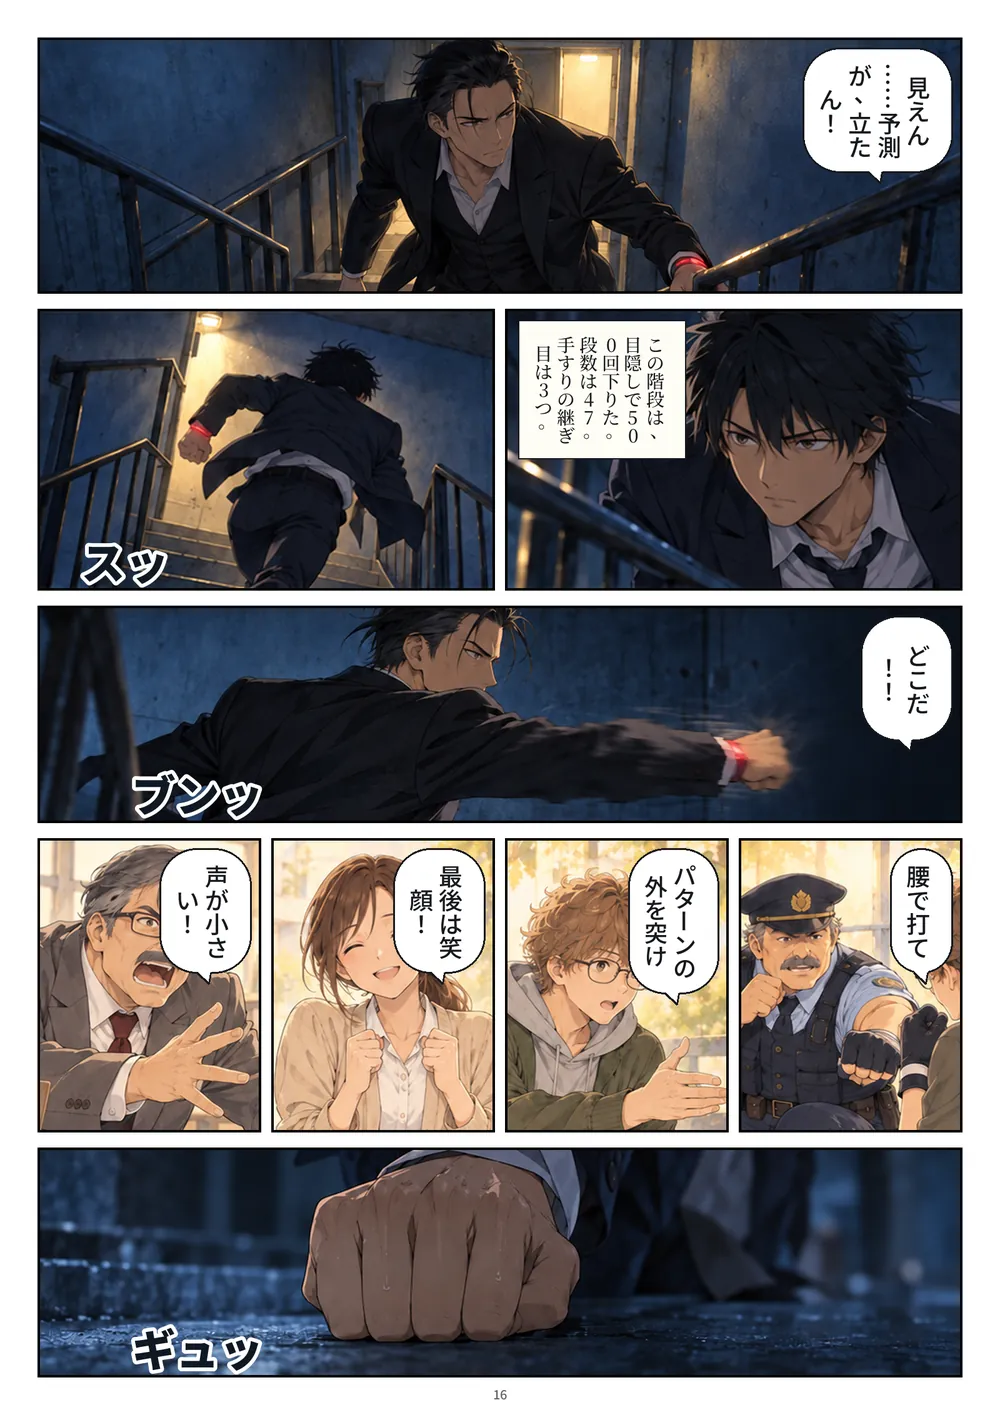 見えん
……予測
が、立た
ん！
この階段は、
目隠しで50
0回下りた。
段数は47。
手すりの継ぎ
目は3つ。
スッ
どこだ
！！
ブンッ
腰で打て
パターンの
外を突け
最後は笑
顔！
声が小さ
い！
ギュッ
16